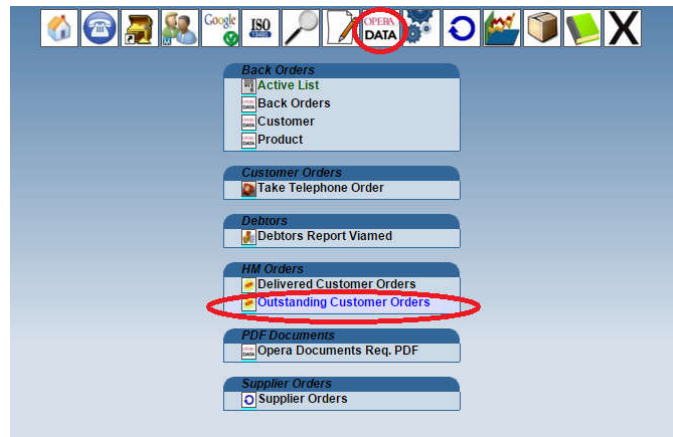 Google ISO OPERA DATA X
Back Orders
Active List
Back Orders
Customer
Product
Customer Orders
Take Telephone Order
Debtors
Debtors Report Viamed
HM Orders
Delivered Customer Orders
Outstanding Customer Orders
PDF Documents
Opera Documents Req. PDF
Supplier Orders
Supplier Orders